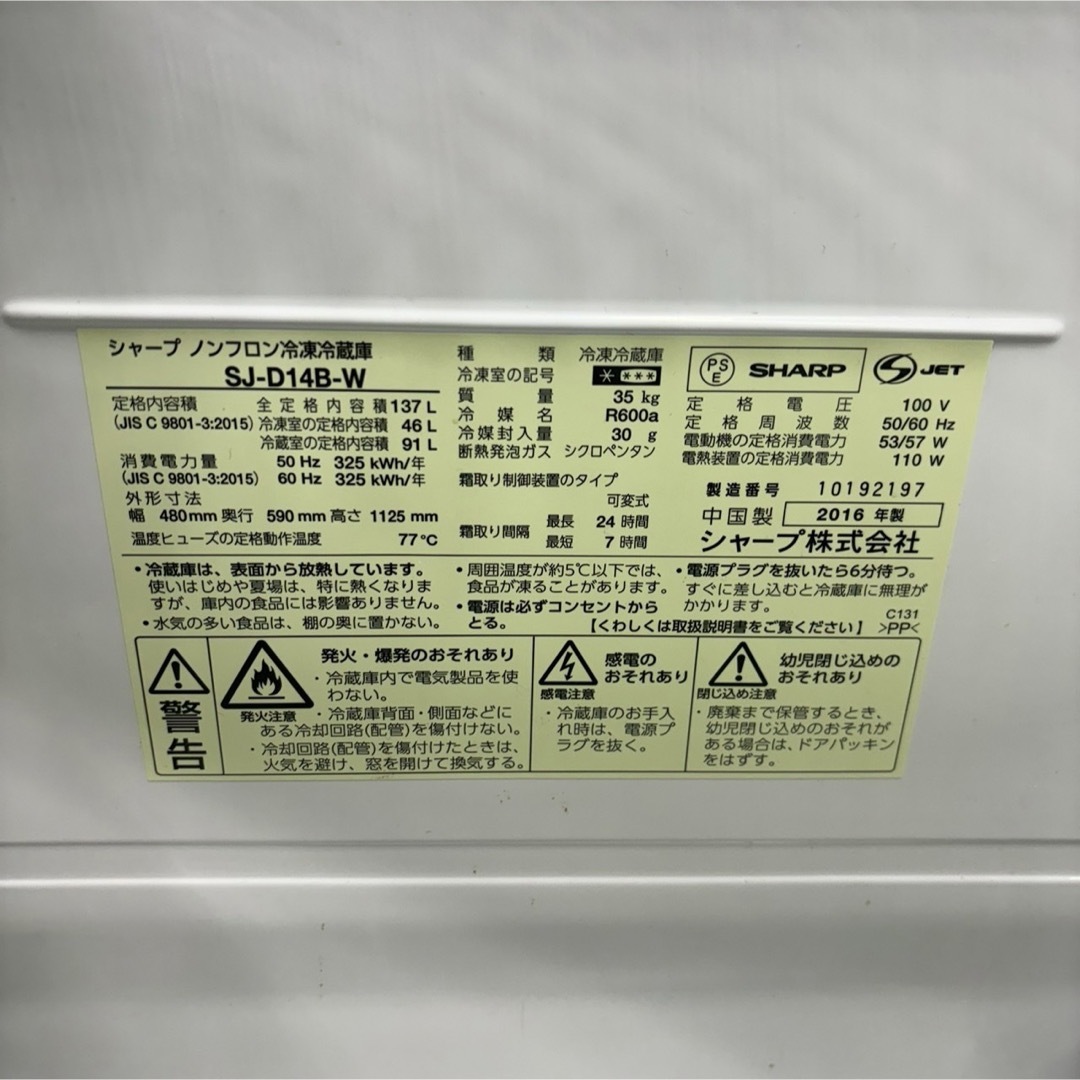 シャープ ノンフロン冷凍冷蔵庫
SJ-D14B-W
定格内容積 全定格内容積 137 L
(JIS C 9801-3:2015) 冷凍室の定格内容積 46 L
冷蔵室の定格内容積 91 L
消費電力量 50 Hz 325 kWh/年
(JIS C 9801-3:2015) 60 Hz 325 kWh/年
外形寸法
幅 480mm 奥行 590mm 高さ 1125 mm
温度ヒューズの定格動作温度 77℃
種類 冷凍冷蔵庫
冷凍室の記号 ****
質量 35 kg
冷媒名 R600a
冷媒封入量 30 g
断熱発泡ガス シクロペンタン
霜取り制御装置のタイプ
可変式
霜取り間隔 最長 24 時間
最短 7 時間
PSE SHARP S JET
定格電圧 100 V
定格周波数 50/60 Hz
電動機の定格消費電力 53/57 W
電熱装置の定格消費電力 110 W
製造番号 10192197
中国製 2016 年製
シャープ株式会社
・冷蔵庫は、表面から放熱しています。
使いはじめや夏場は、特に熱くなりま
すが、庫内の食品には影響ありません。
・水気の多い食品は、棚の奥に置かない。
・周囲温度が約5℃以下では、
食品が凍ることがあります。
・電源は必ずコンセントから
とる。
・電源プラグを抜いたら6分待つ。
すぐに差し込むと冷蔵庫に無理が
かかります。
C131
【くわしくは取扱説明書をご覧ください】 >PP<
警告
発火・爆発のおそれあり
発火注意
・冷蔵庫内で電気製品を使
わない。
・冷蔵庫背面・側面などに
ある冷却回路(配管)を傷付けない。
・冷却回路(配管)を傷付けたときは、
火気を避け、窓を開けて換気する。
感電の
おそれあり
感電注意
・冷蔵庫のお手入
れ時は、電源プ
ラグを抜く。
幼児閉じ込めの
おそれあり
閉じ込め注意
・廃棄まで保管するとき、
幼児閉じ込めのおそれが
ある場合は、ドアパッキン
をはずす。